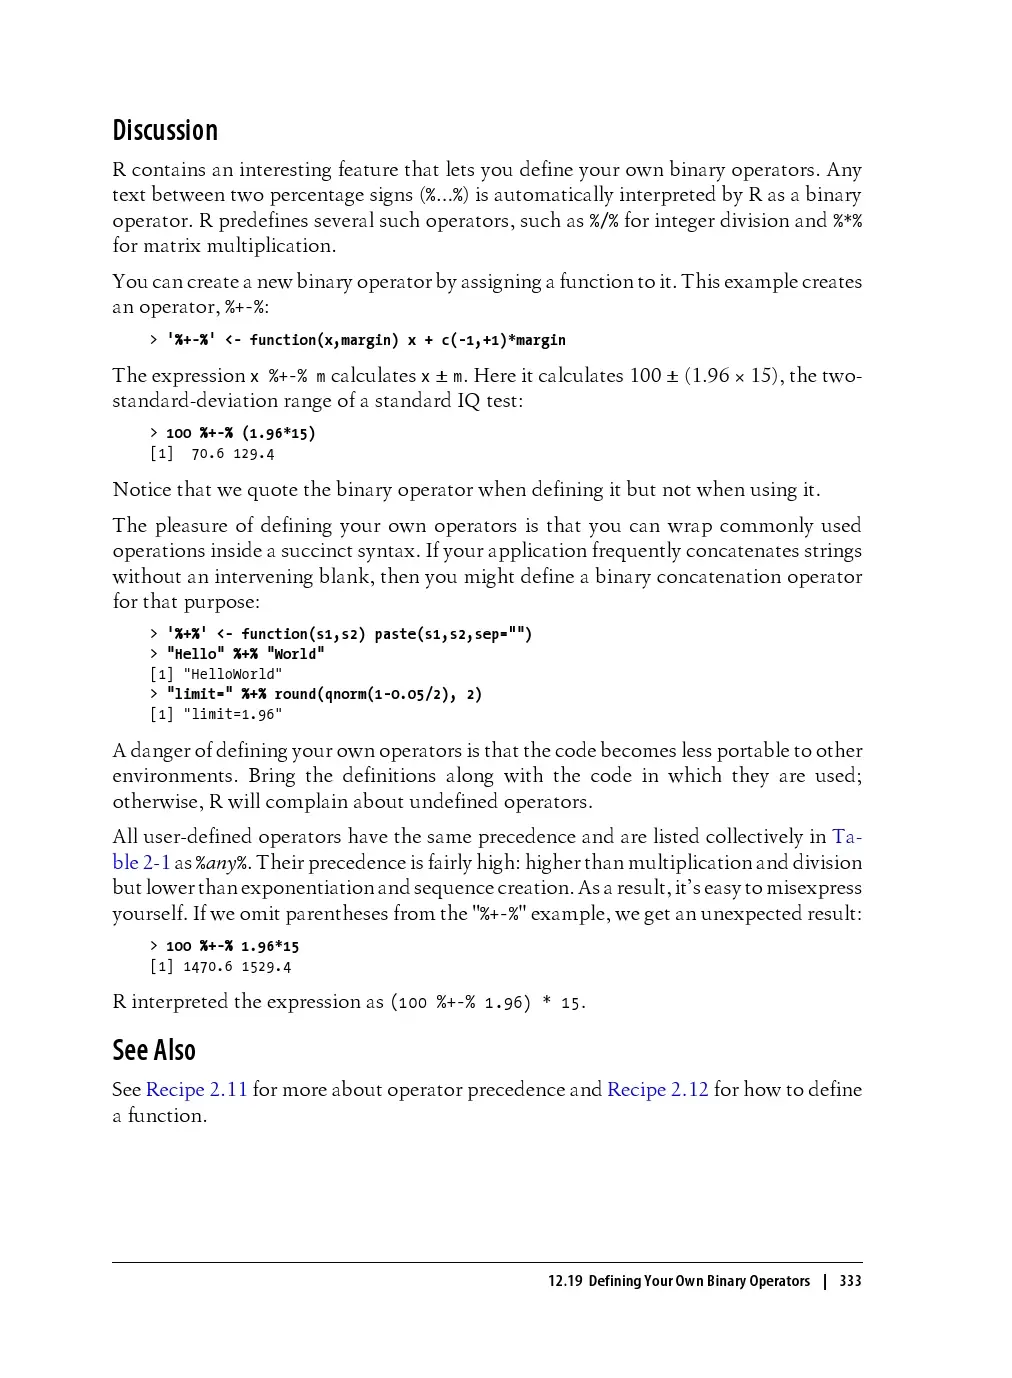 Discussion
R contains an interesting feature that lets you define your own binary operators. Any
text between two percentage signs (%...%) is automatically interpreted by R as a binary
operator. R predefines several such operators, such as %/% for integer division and %*%
for matrix multiplication.
You can create a new binary operator by assigning a function to it. This example creates
an operator, %+-%:
> '%+-%' <- function(x,margin) x + c(-1,+1)*margin
The expression x %+-% m calculates x ± m. Here it calculates 100 ± (1.96 × 15), the two-
standard-deviation range of a standard IQ test:
> 100 %+-% (1.96*15)
[1]  70.6 129.4
Notice that we quote the binary operator when defining it but not when using it.
The pleasure of defining your own operators is that you can wrap commonly used
operations inside a succinct syntax. If your application frequently concatenates strings
without an intervening blank, then you might define a binary concatenation operator
for that purpose:
> '%+%' <- function(s1,s2) paste(s1,s2,sep="")
> "Hello" %+% "World"
[1] "HelloWorld"
> "limit=" %+% round(qnorm(1-0.05/2), 2)
[1] "limit=1.96"
A danger of defining your own operators is that the code becomes less portable to other
environments. Bring the definitions along with the code in which they are used;
otherwise, R will complain about undefined operators.
All user-defined operators have the same precedence and are listed collectively in Ta-
ble 2-1 as %any%. Their precedence is fairly high: higher than multiplication and division
but lower than exponentiation and sequence creation. As a result, it's easy to misexpress
yourself. If we omit parentheses from the "%+-%" example, we get an unexpected result:
> 100 %+-% 1.96*15
[1] 1470.6 1529.4
R interpreted the expression as (100 %+-% 1.96) * 15.
See Also
See Recipe 2.11 for more about operator precedence and Recipe 2.12 for how to define
a function.
12.19 Defining Your Own Binary Operators | 333